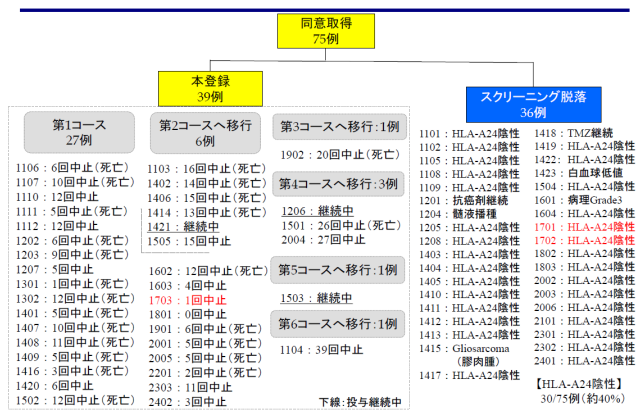 同意取得
75例
本登録
39例
スクリーニング脱落
36例
第1コース
27例
1106：6回中止(死亡)
1107：10回中止(死亡)
1110：12回中止
1111：5回中止(死亡)
1112：12回中止
1202：6回中止(死亡)
1203：9回中止(死亡)
1207：5回中止
1301：1回中止(死亡)
1302：12回中止(死亡)
1401：5回中止(死亡)
1407：10回中止(死亡)
1408：11回中止(死亡)
1409：5回中止(死亡)
1416：3回中止(死亡)
1420：6回中止
1502：12回中止(死亡)
第2コースへ移行
6例
1103：16回中止(死亡)
1402：14回中止(死亡)
1406：15回中止(死亡)
1414：13回中止(死亡)
1421：継続中
1505：15回中止
1602：12回中止(死亡)
1603：4回中止
1703：1回中止
1801：0回中止
1901：6回中止(死亡)
2001：5回中止(死亡)
2005：5回中止(死亡)
2201：2回中止(死亡)
2303：11回中止
2402：3回中止
第3コースへ移行：1例
1902：20回中止(死亡)
第4コースへ移行：3例
1206：継続中
1501：26回中止(死亡)
2004：27回中止
第5コースへ移行：1例
1503：継続中
第6コースへ移行：1例
1104：39回中止
下線：投与継続中
1101：HLA-A24陰性
1102：HLA-A24陰性
1105：HLA-A24陰性
1108：HLA-A24陰性
1109：HLA-A24陰性
1201：抗癌剤継続
1204：髄液播種
1205：HLA-A24陰性
1208：HLA-A24陰性
1403：HLA-A24陰性
1404：HLA-A24陰性
1405：HLA-A24陰性
1410：HLA-A24陰性
1411：HLA-A24陰性
1412：HLA-A24陰性
1413：HLA-A24陰性
1415：Gliosarcoma
(膠肉腫)
1417：HLA-A24陰性
1418：TMZ継続
1419：HLA-A24陰性
1422：HLA-A24陰性
1423：白血球低値
1504：HLA-A24陰性
1601：病理Grade3
1604：HLA-A24陰性
1701：HLA-A24陰性
1702：HLA-A24陰性
1802：HLA-A24陰性
1803：HLA-A24陰性
2002：HLA-A24陰性
2003：HLA-A24陰性
2006：HLA-A24陰性
2101：HLA-A24陰性
2301：HLA-A24陰性
2302：HLA-A24陰性
2401：HLA-A24陰性
【HLA-A24陰性】
30/75例(約40%)